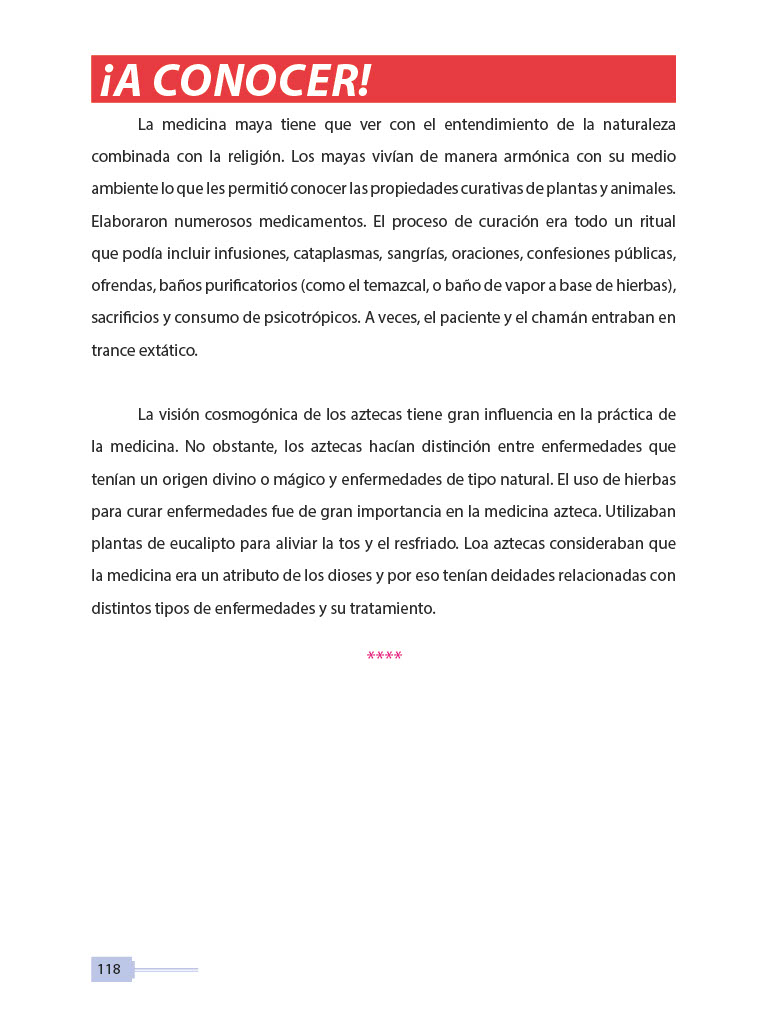 ¡A CONOCER!
La medicina maya tiene que ver con el entendimiento de la naturaleza
combinada con la religión. Los mayas vivían de manera armónica con su medio
ambiente lo que les permitió conocer las propiedades curativas de plantas y animales.
Elaboraron numerosos medicamentos. El proceso de curación era todo un ritual
que podía incluir infusiones, cataplasmas, sangrías, oraciones, confesiones públicas,
ofrendas, baños purificatorios (como el temazcal, o baño de vapor a base de hierbas),
sacrificios y consumo de psicotrópicos. A veces, el paciente y el chamán entraban en
trance extático.
La visión cosmogónica de los aztecas tiene gran influencia en la práctica de
la medicina. No obstante, los aztecas hacían distinción entre enfermedades que
tenían un origen divino o mágico y enfermedades de tipo natural. El uso de hierbas
para curar enfermedades fue de gran importancia en la medicina azteca. Utilizaban
plantas de eucalipto para aliviar la tos y el resfriado. Loa aztecas consideraban que
la medicina era un atributo de los dioses y por eso tenían deidades relacionadas con
distintos tipos de enfermedades y su tratamiento.
****
118